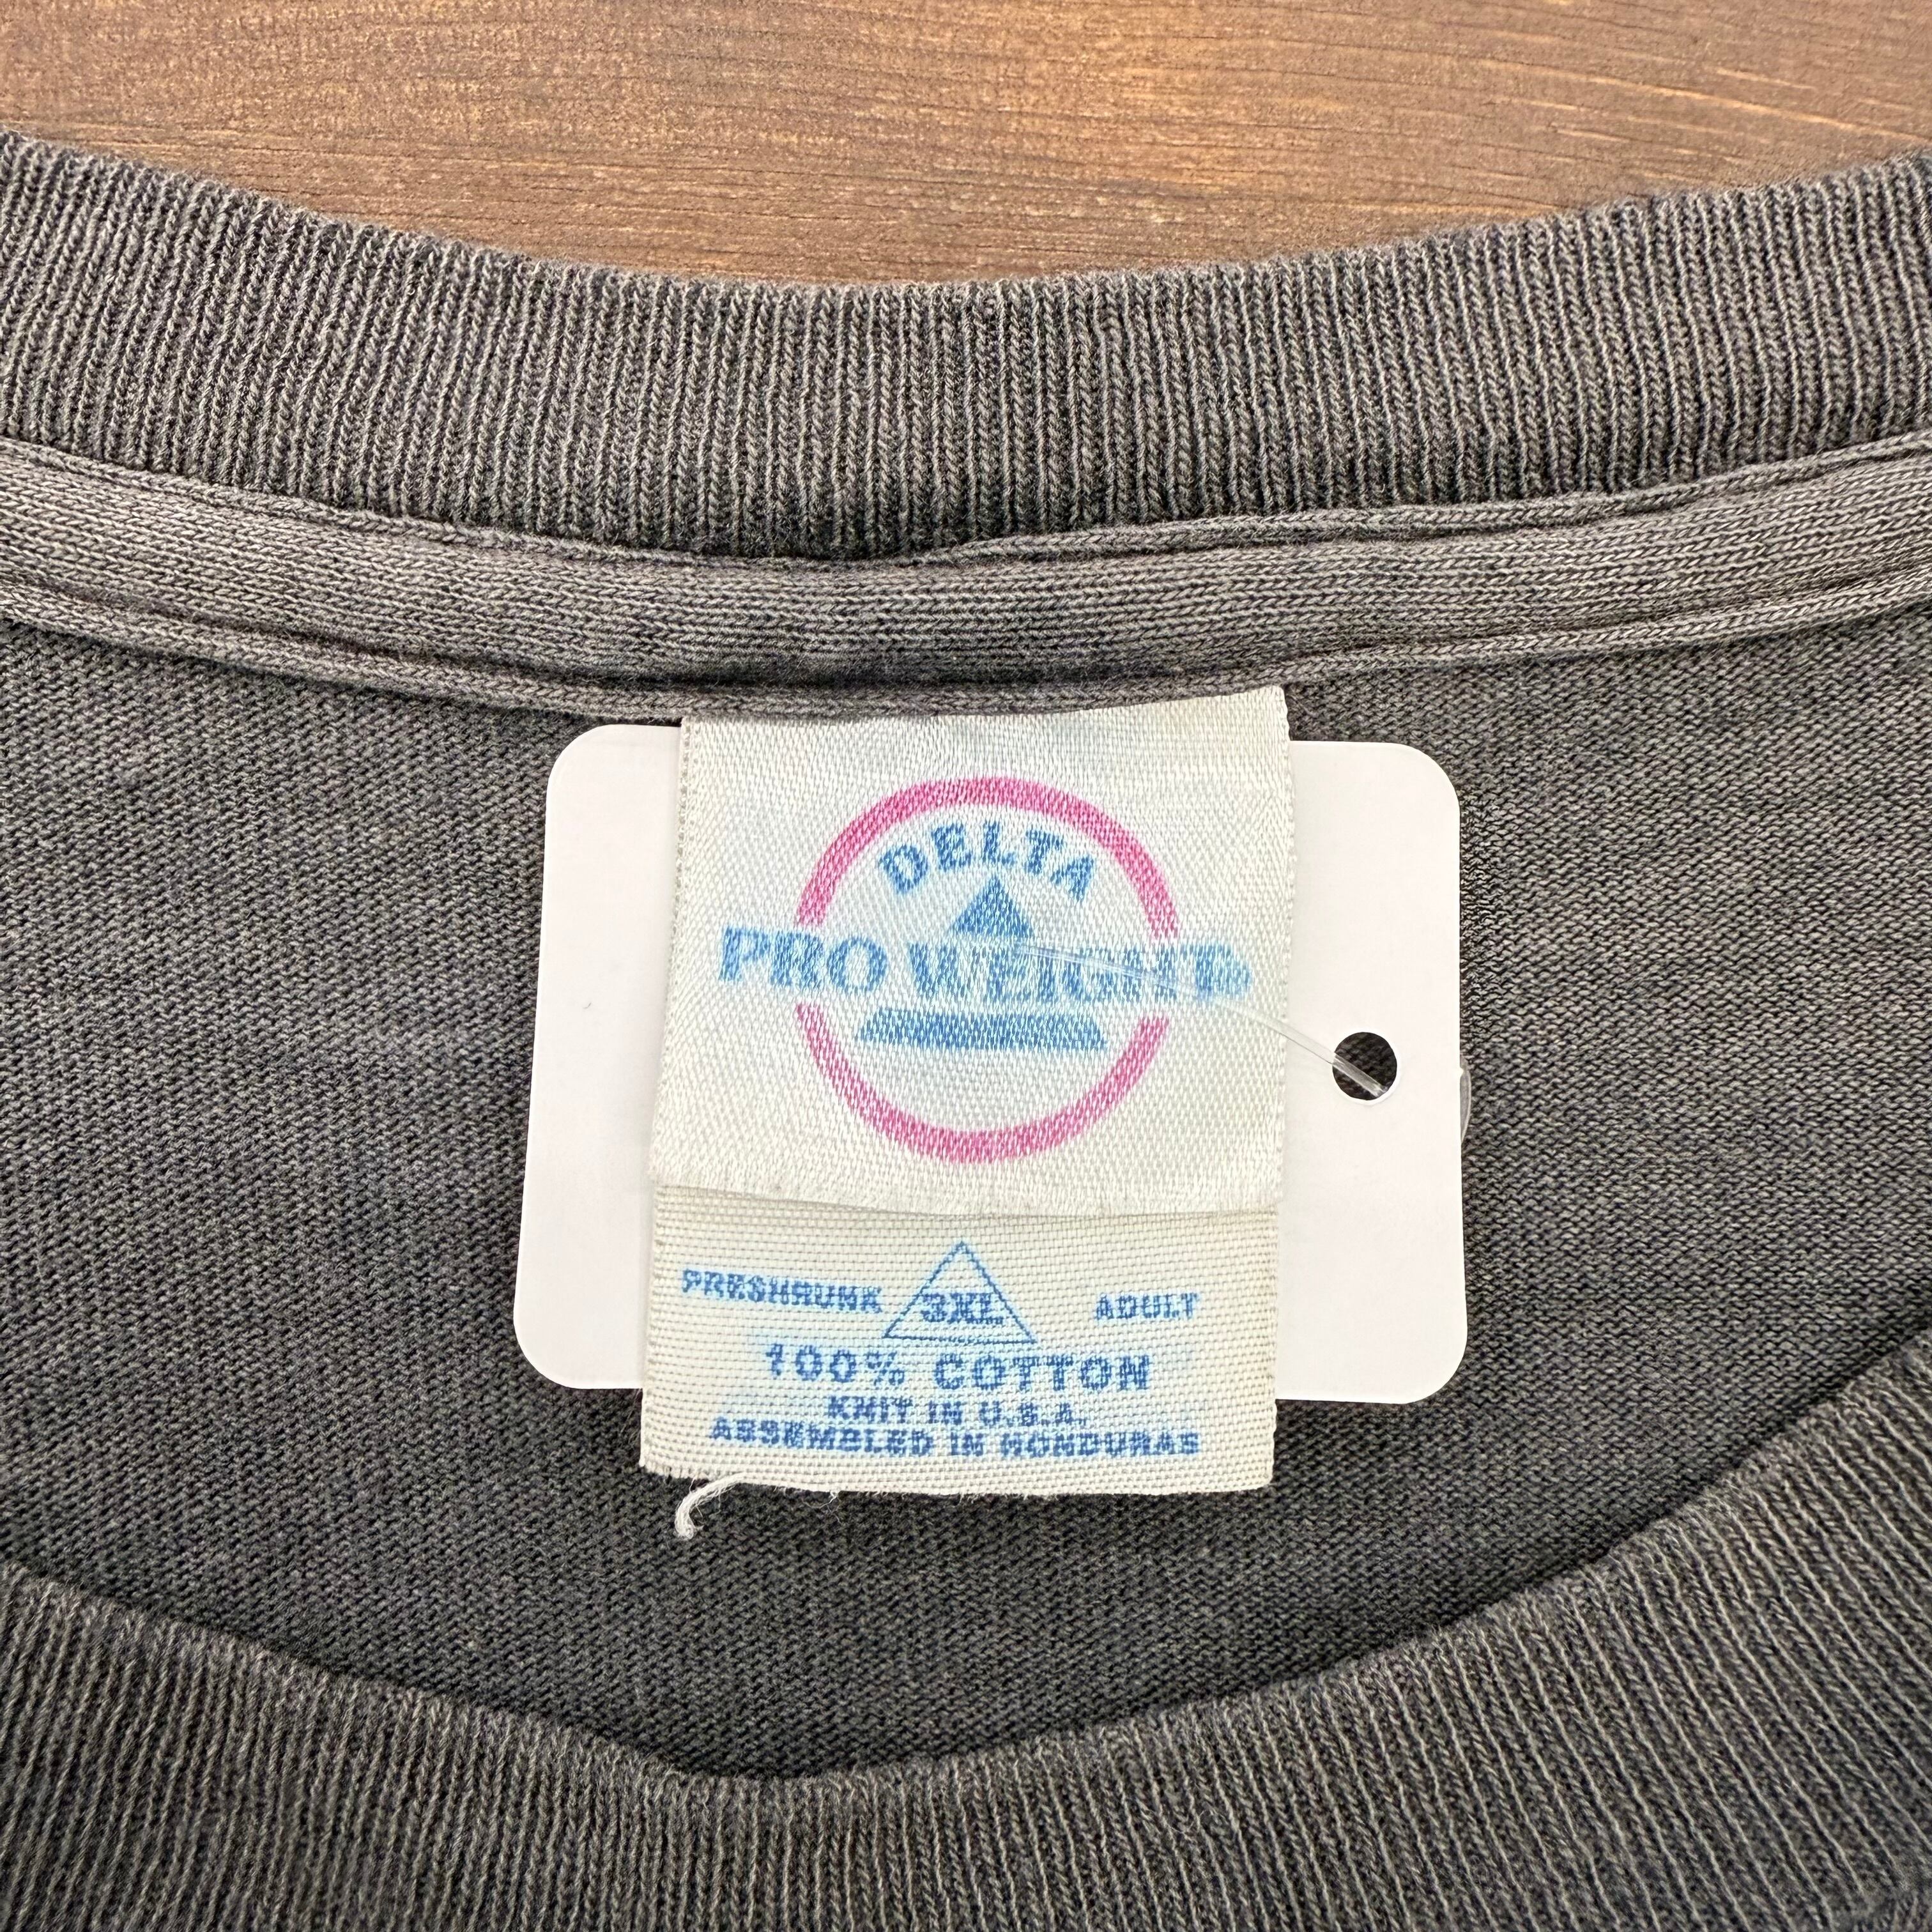 DELTA
PRO WEIGHT®
PRESHRUNK 3XL ADULT
100% COTTON
KNIT IN U.S.A.
ASSEMBLED IN HONDURAS